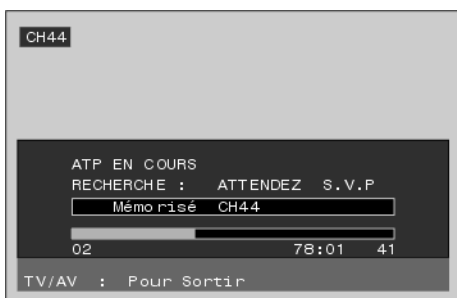 CH44
ATP EN COURS
RECHERCHE : ATTENDEZ S.V.P
Mémorisé CH44
02 78:01 41
TV/AV : Pour Sortir